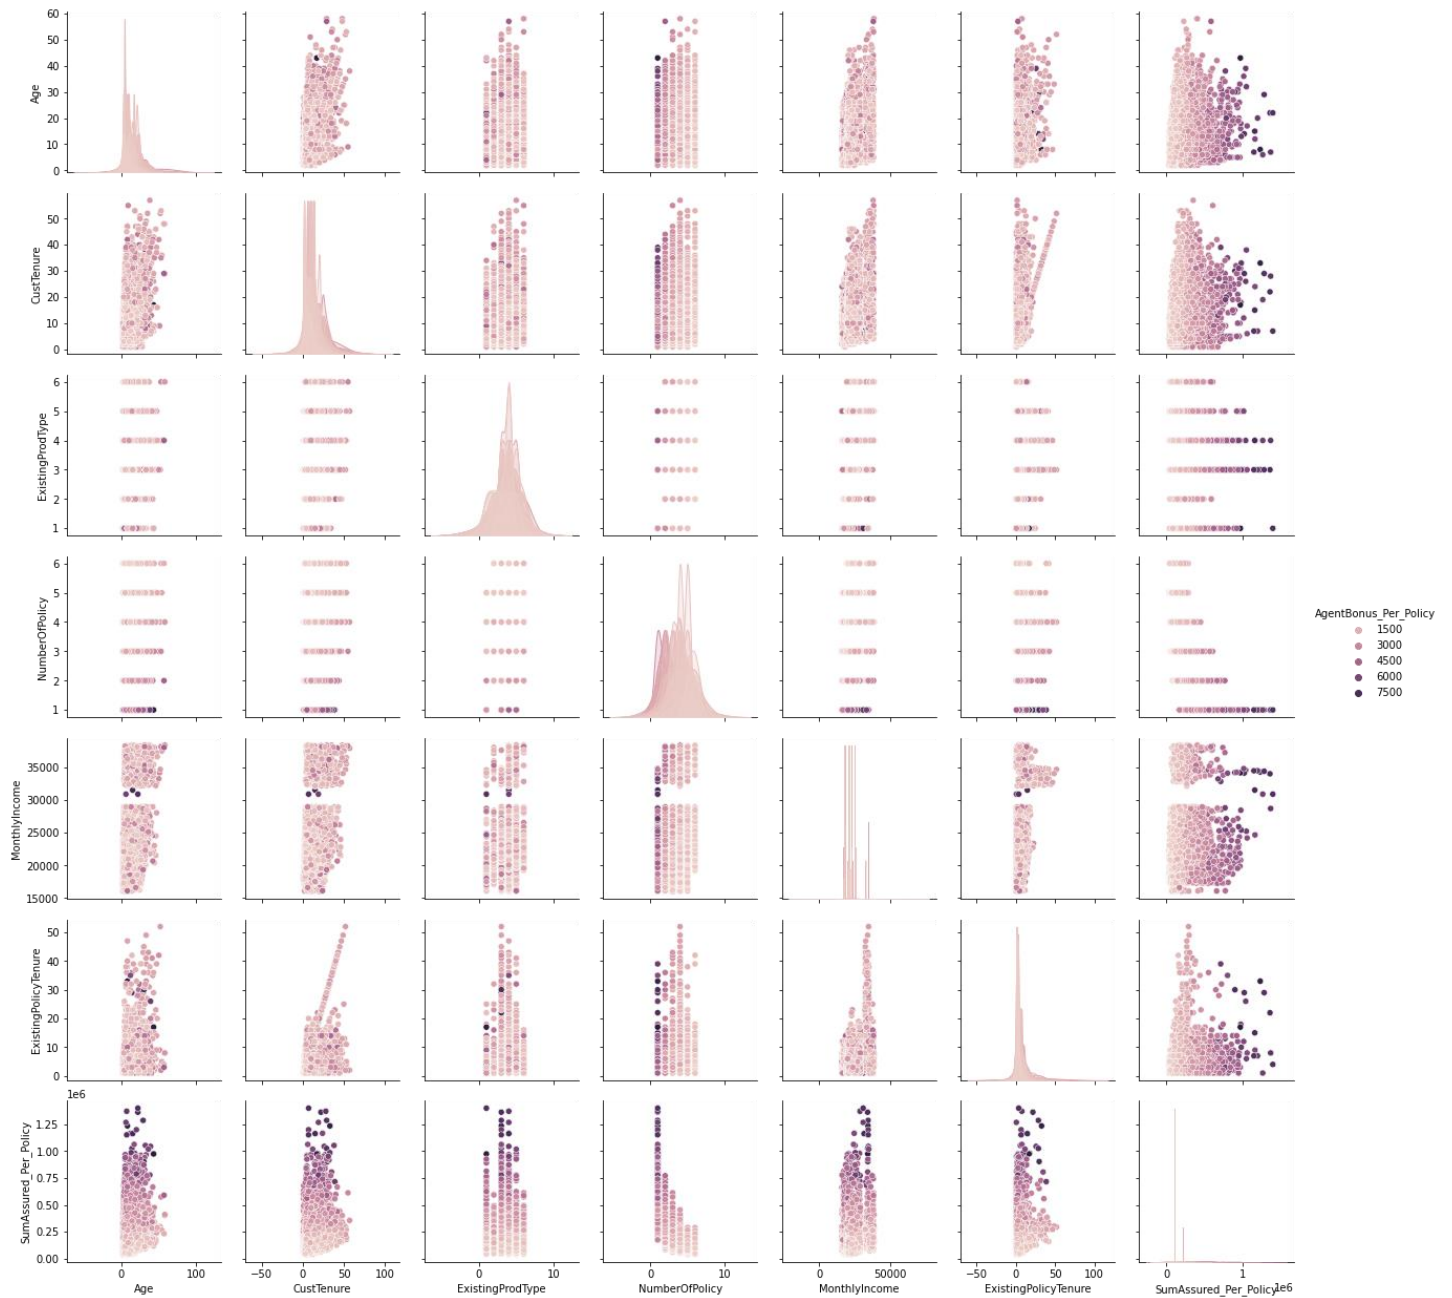 60
50
40
30
20
10
0
Age
50
40
30
20
10
0
CustTenure
6
5
4
3
2
1
ExistingProdType
6
5
4
3
2
1
NumberOfPolicy
AgentBonus_Per_Policy
1500
3000
4500
6000
7500
35000
30000
25000
20000
15000
MonthlyIncome
50
40
30
20
10
0
ExistingPolicyTenure
1e6
1.25
1.00
0.75
0.50
0.25
0.00
SumAssured_Per_Policy
0 100
Age
−50 0 50 100
CustTenure
0 10
ExistingProdType
0 10
NumberOfPolicy
0 50000
MonthlyIncome
−50 0 50 100
ExistingPolicyTenure
0 1
SumAssured_Per_Policy 1e6